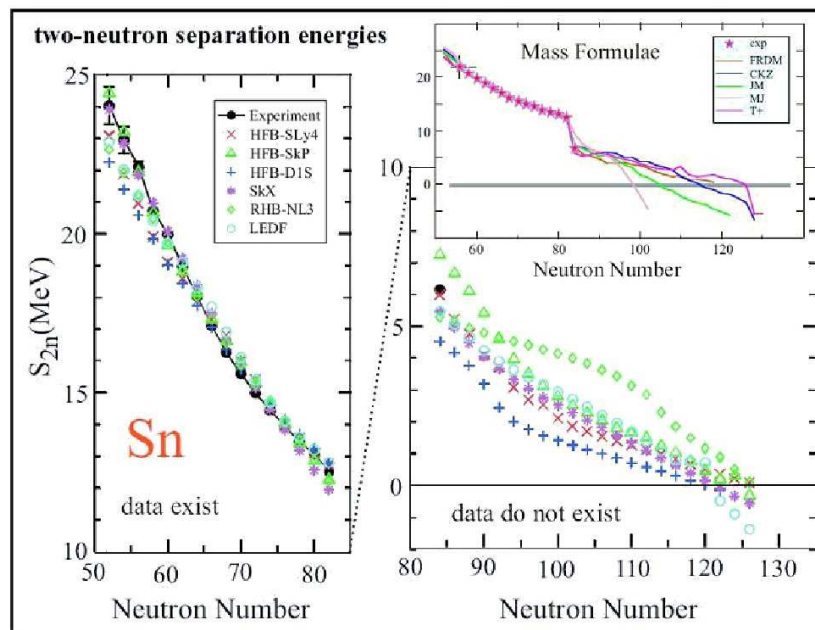 two-neutron separation energies
25
20
15
10
S2n(MeV)
Experiment
HFB-SLy4
HFB-SkP
HFB-D1S
SkX
RHB-NL3
LEDF
Sn
data exist
50 60 70 80
Neutron Number
Mass Formulae
exp
FRDM
CKZ
JM
MJ
T+
20
10
0
60 80 100 120
Neutron Number
10
5
0
data do not exist
80 90 100 110 120 130
Neutron Number